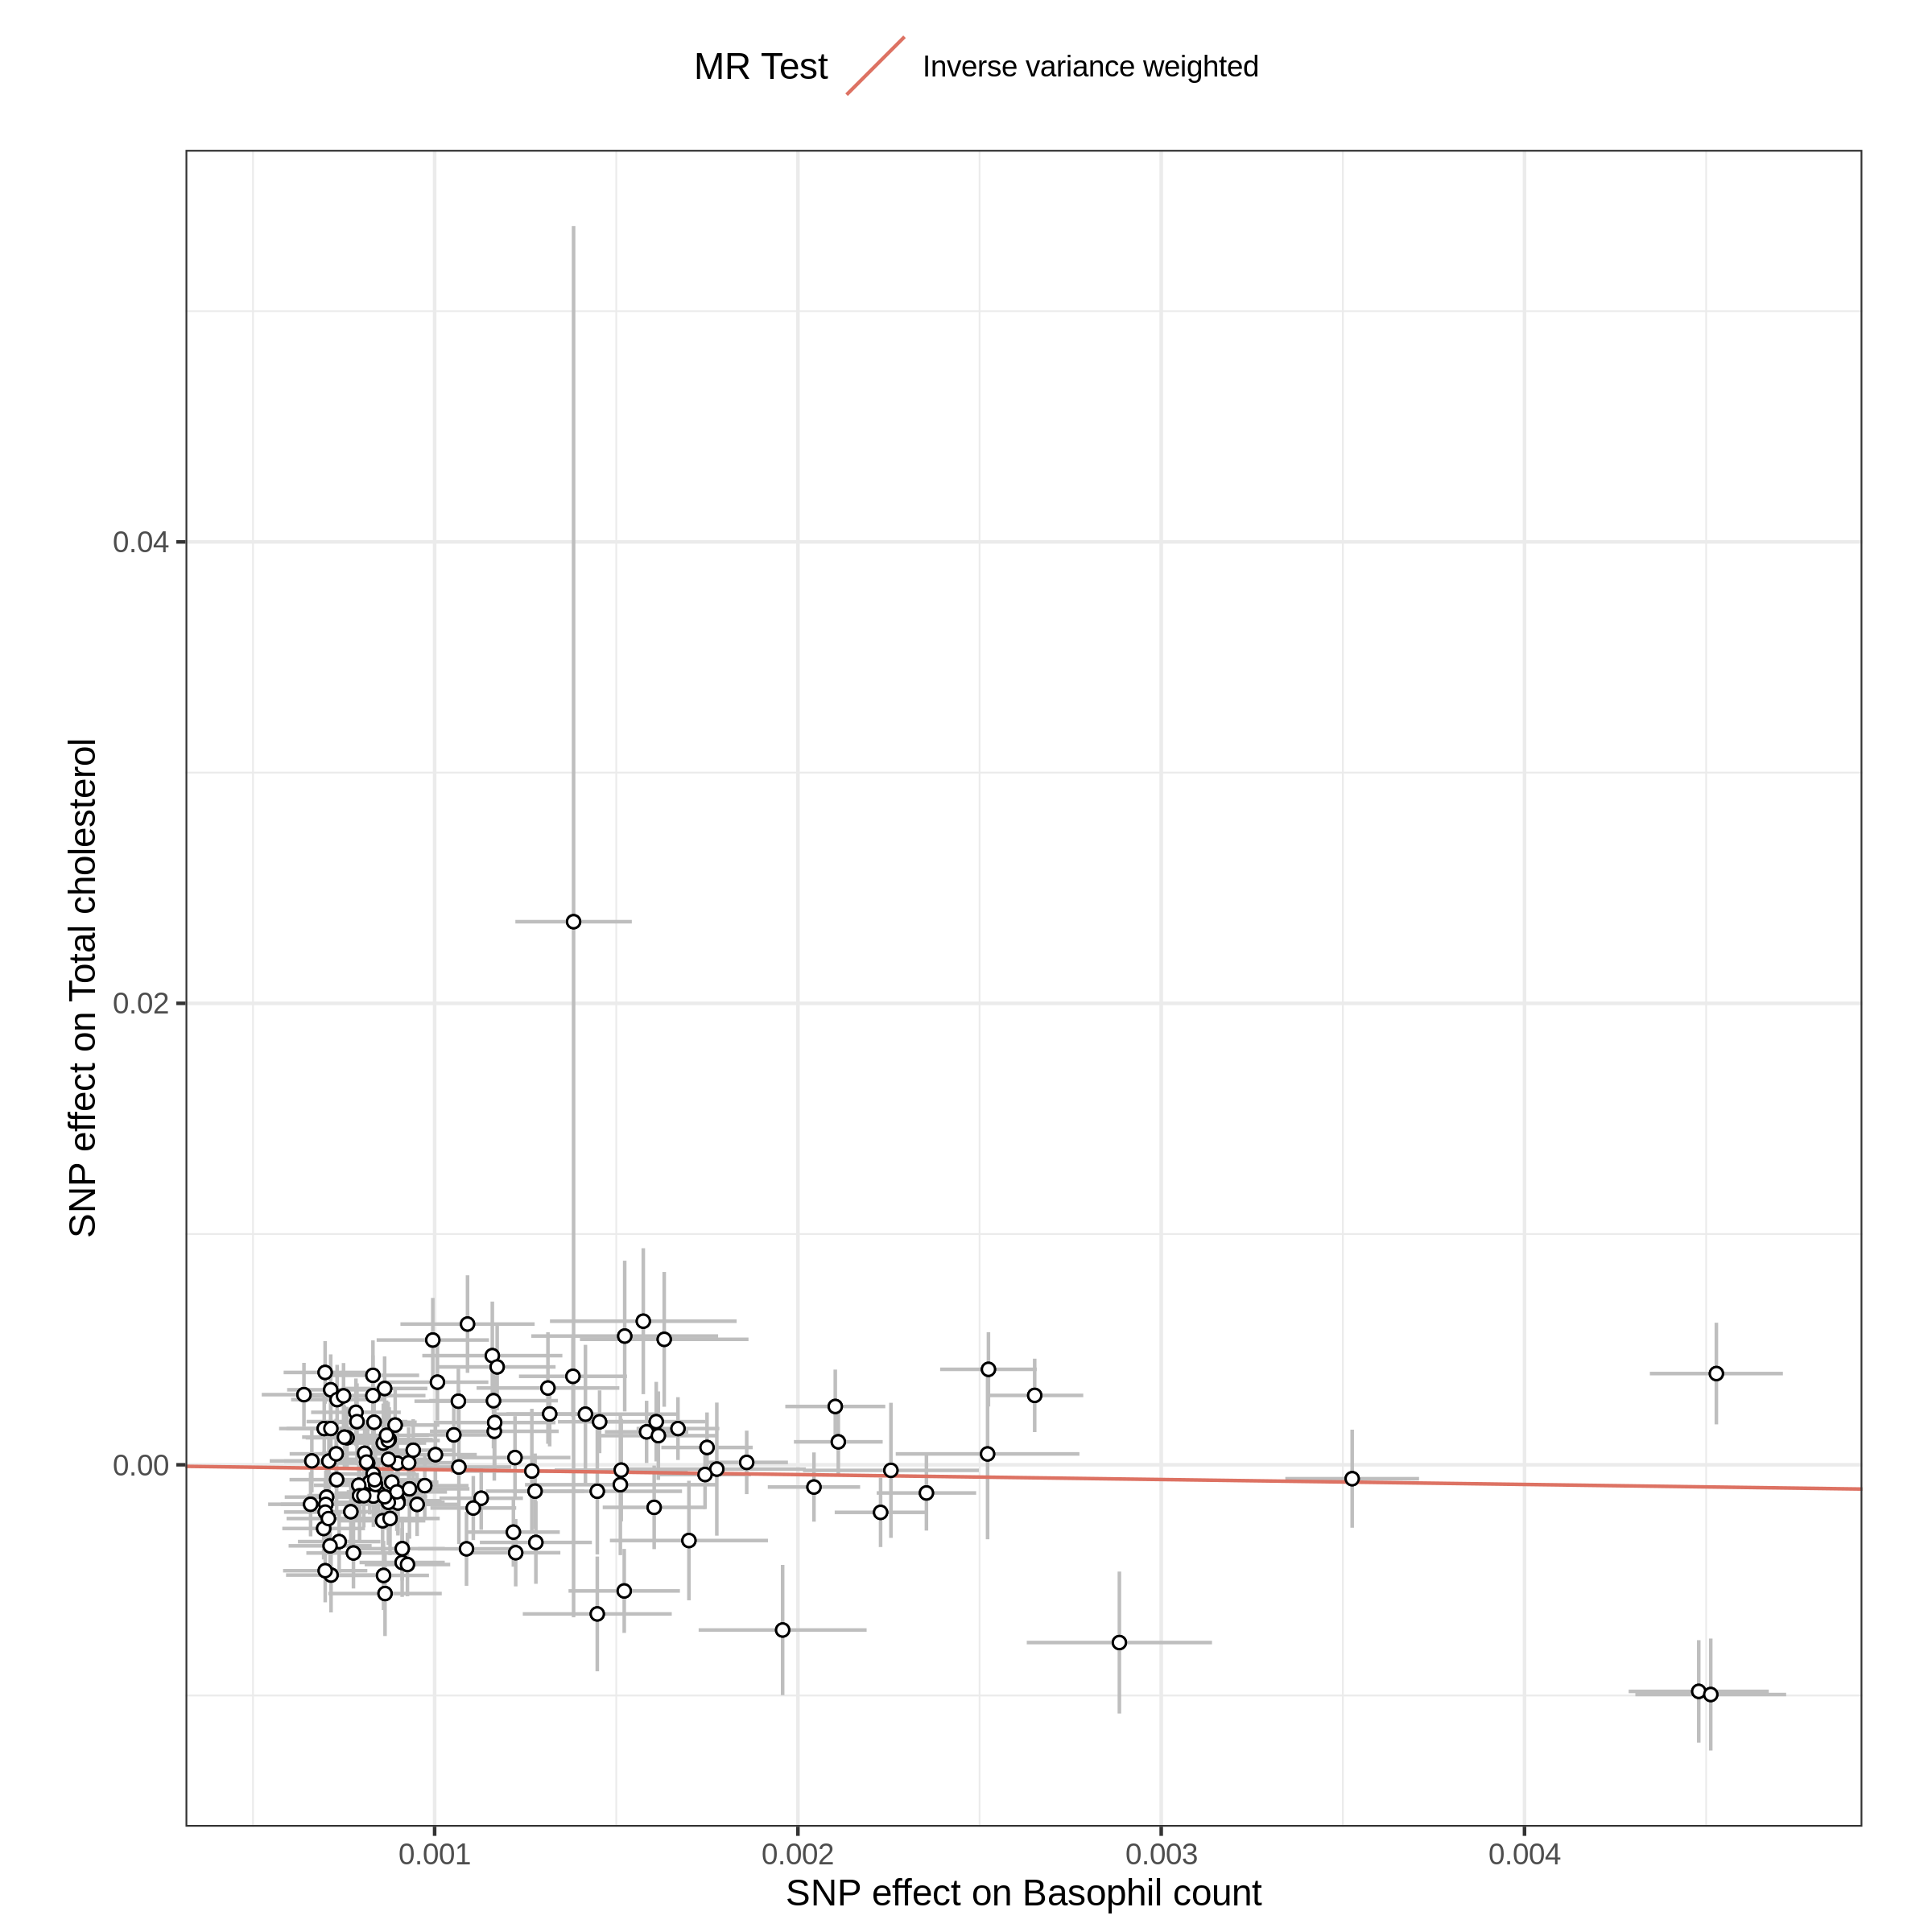 MR Test
Inverse variance weighted
SNP effect on Total cholesterol
0.04
0.02
0.00
0.001
0.002
0.003
0.004
SNP effect on Basophil count